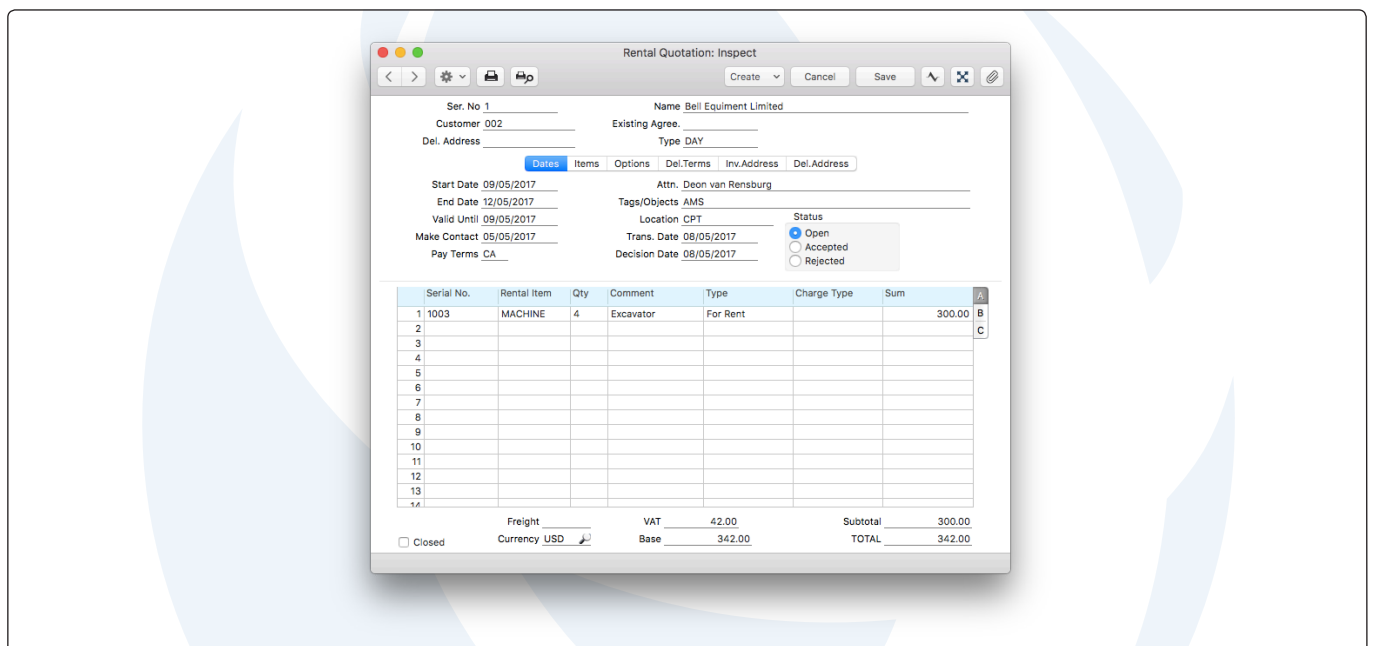 Rental Quotation: Inspect
Create Cancel Save
Ser. No 1 Name Bell Equiment Limited
Customer 002 Existing Agree.
Del. Address Type DAY
Dates Items Options Del.Terms Inv.Address Del.Address
Start Date 09/05/2017 Attn. Deon van Rensburg
End Date 12/05/2017 Tags/Objects AMS
Valid Until 09/05/2017 Location CPT Status
Make Contact 05/05/2017 Trans. Date 08/05/2017 Open
Accepted
Pay Terms CA Decision Date 08/05/2017 Rejected
Serial No. Rental Item Qty Comment Type Charge Type Sum A
1 1003 MACHINE 4 Excavator For Rent 300.00 B
2 C
3
4
5
6
7
8
9
10
11
12
13
14
Freight VAT 42.00 Subtotal 300.00
Closed Currency USD Base 342.00 TOTAL 342.00